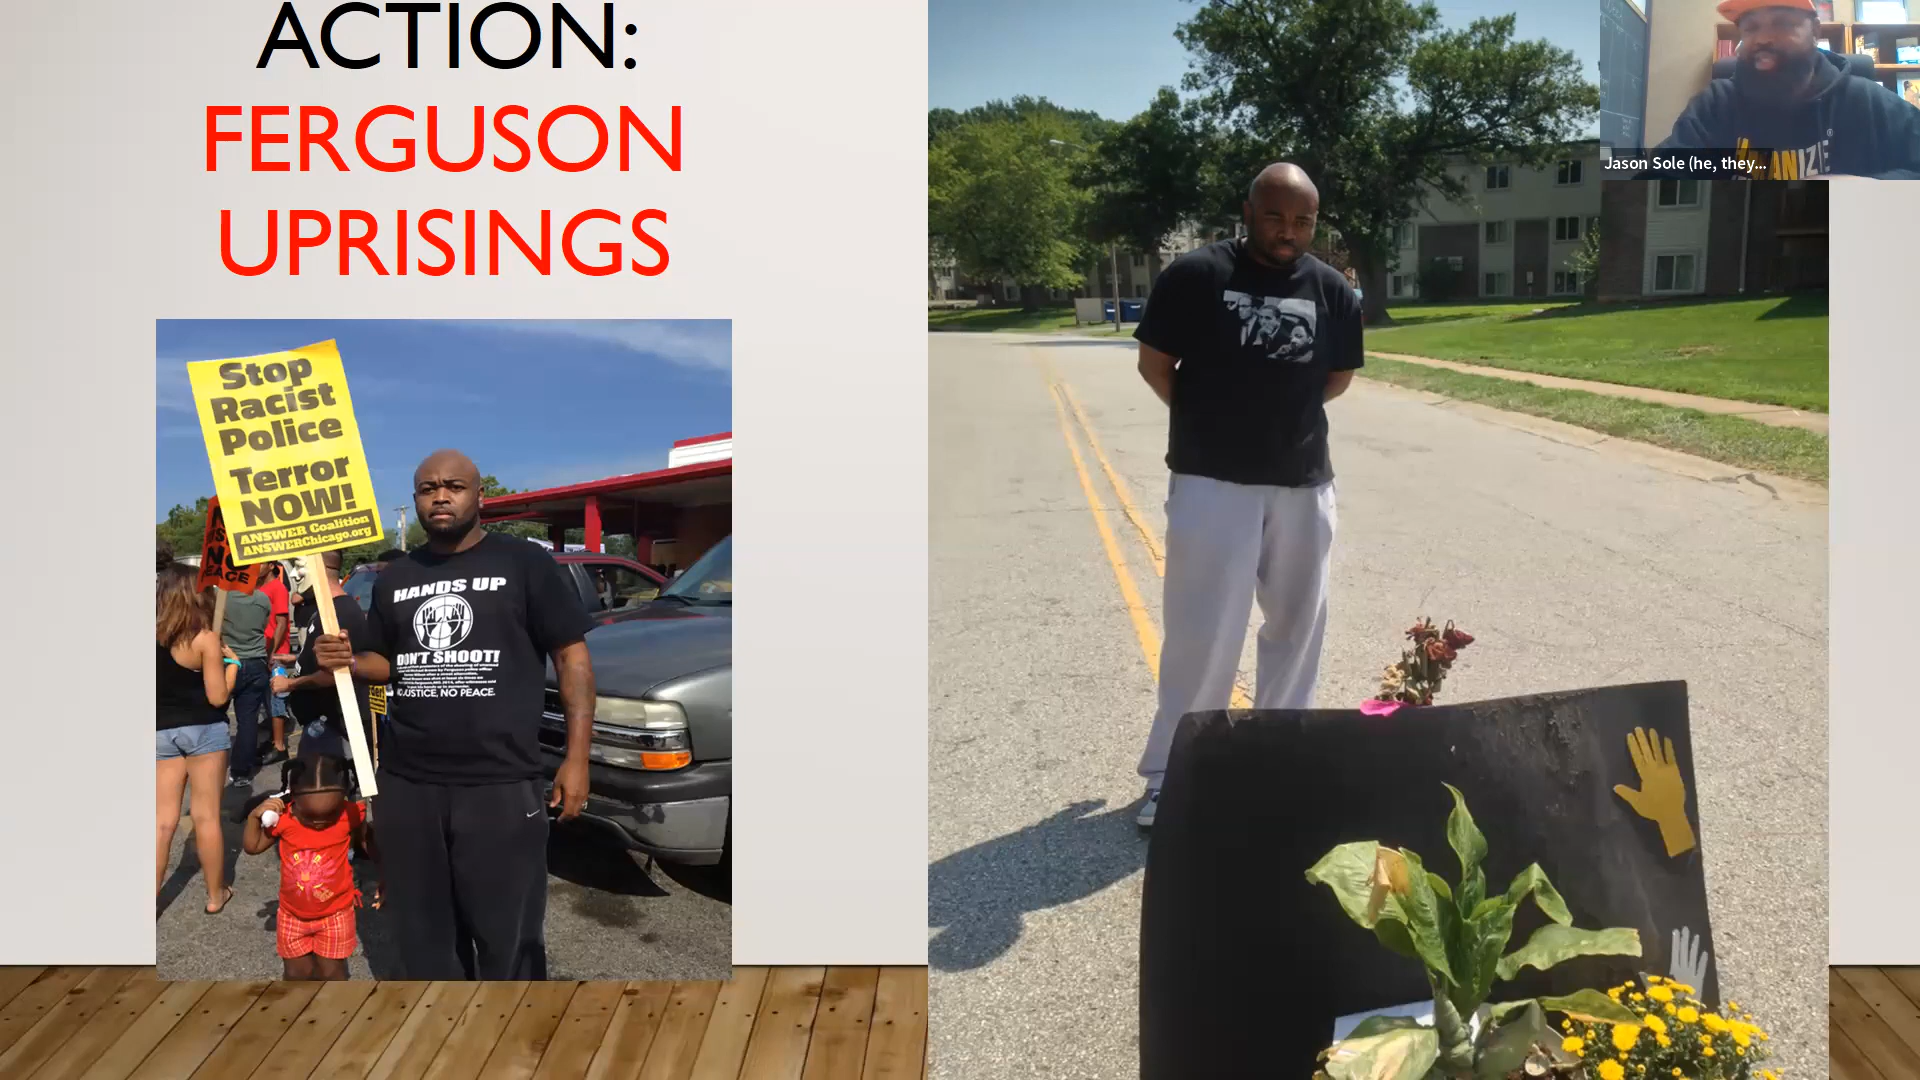 ACTION:
FERGUSON
UPRISINGS
Stop
Racist
Police
Terror
NOW!
ANSWER Coalition
ANSWERChicago.org
HANDS UP
DON'T SHOOT!
JUSTICE, NO PEACE.
Jason Sole (he, they...